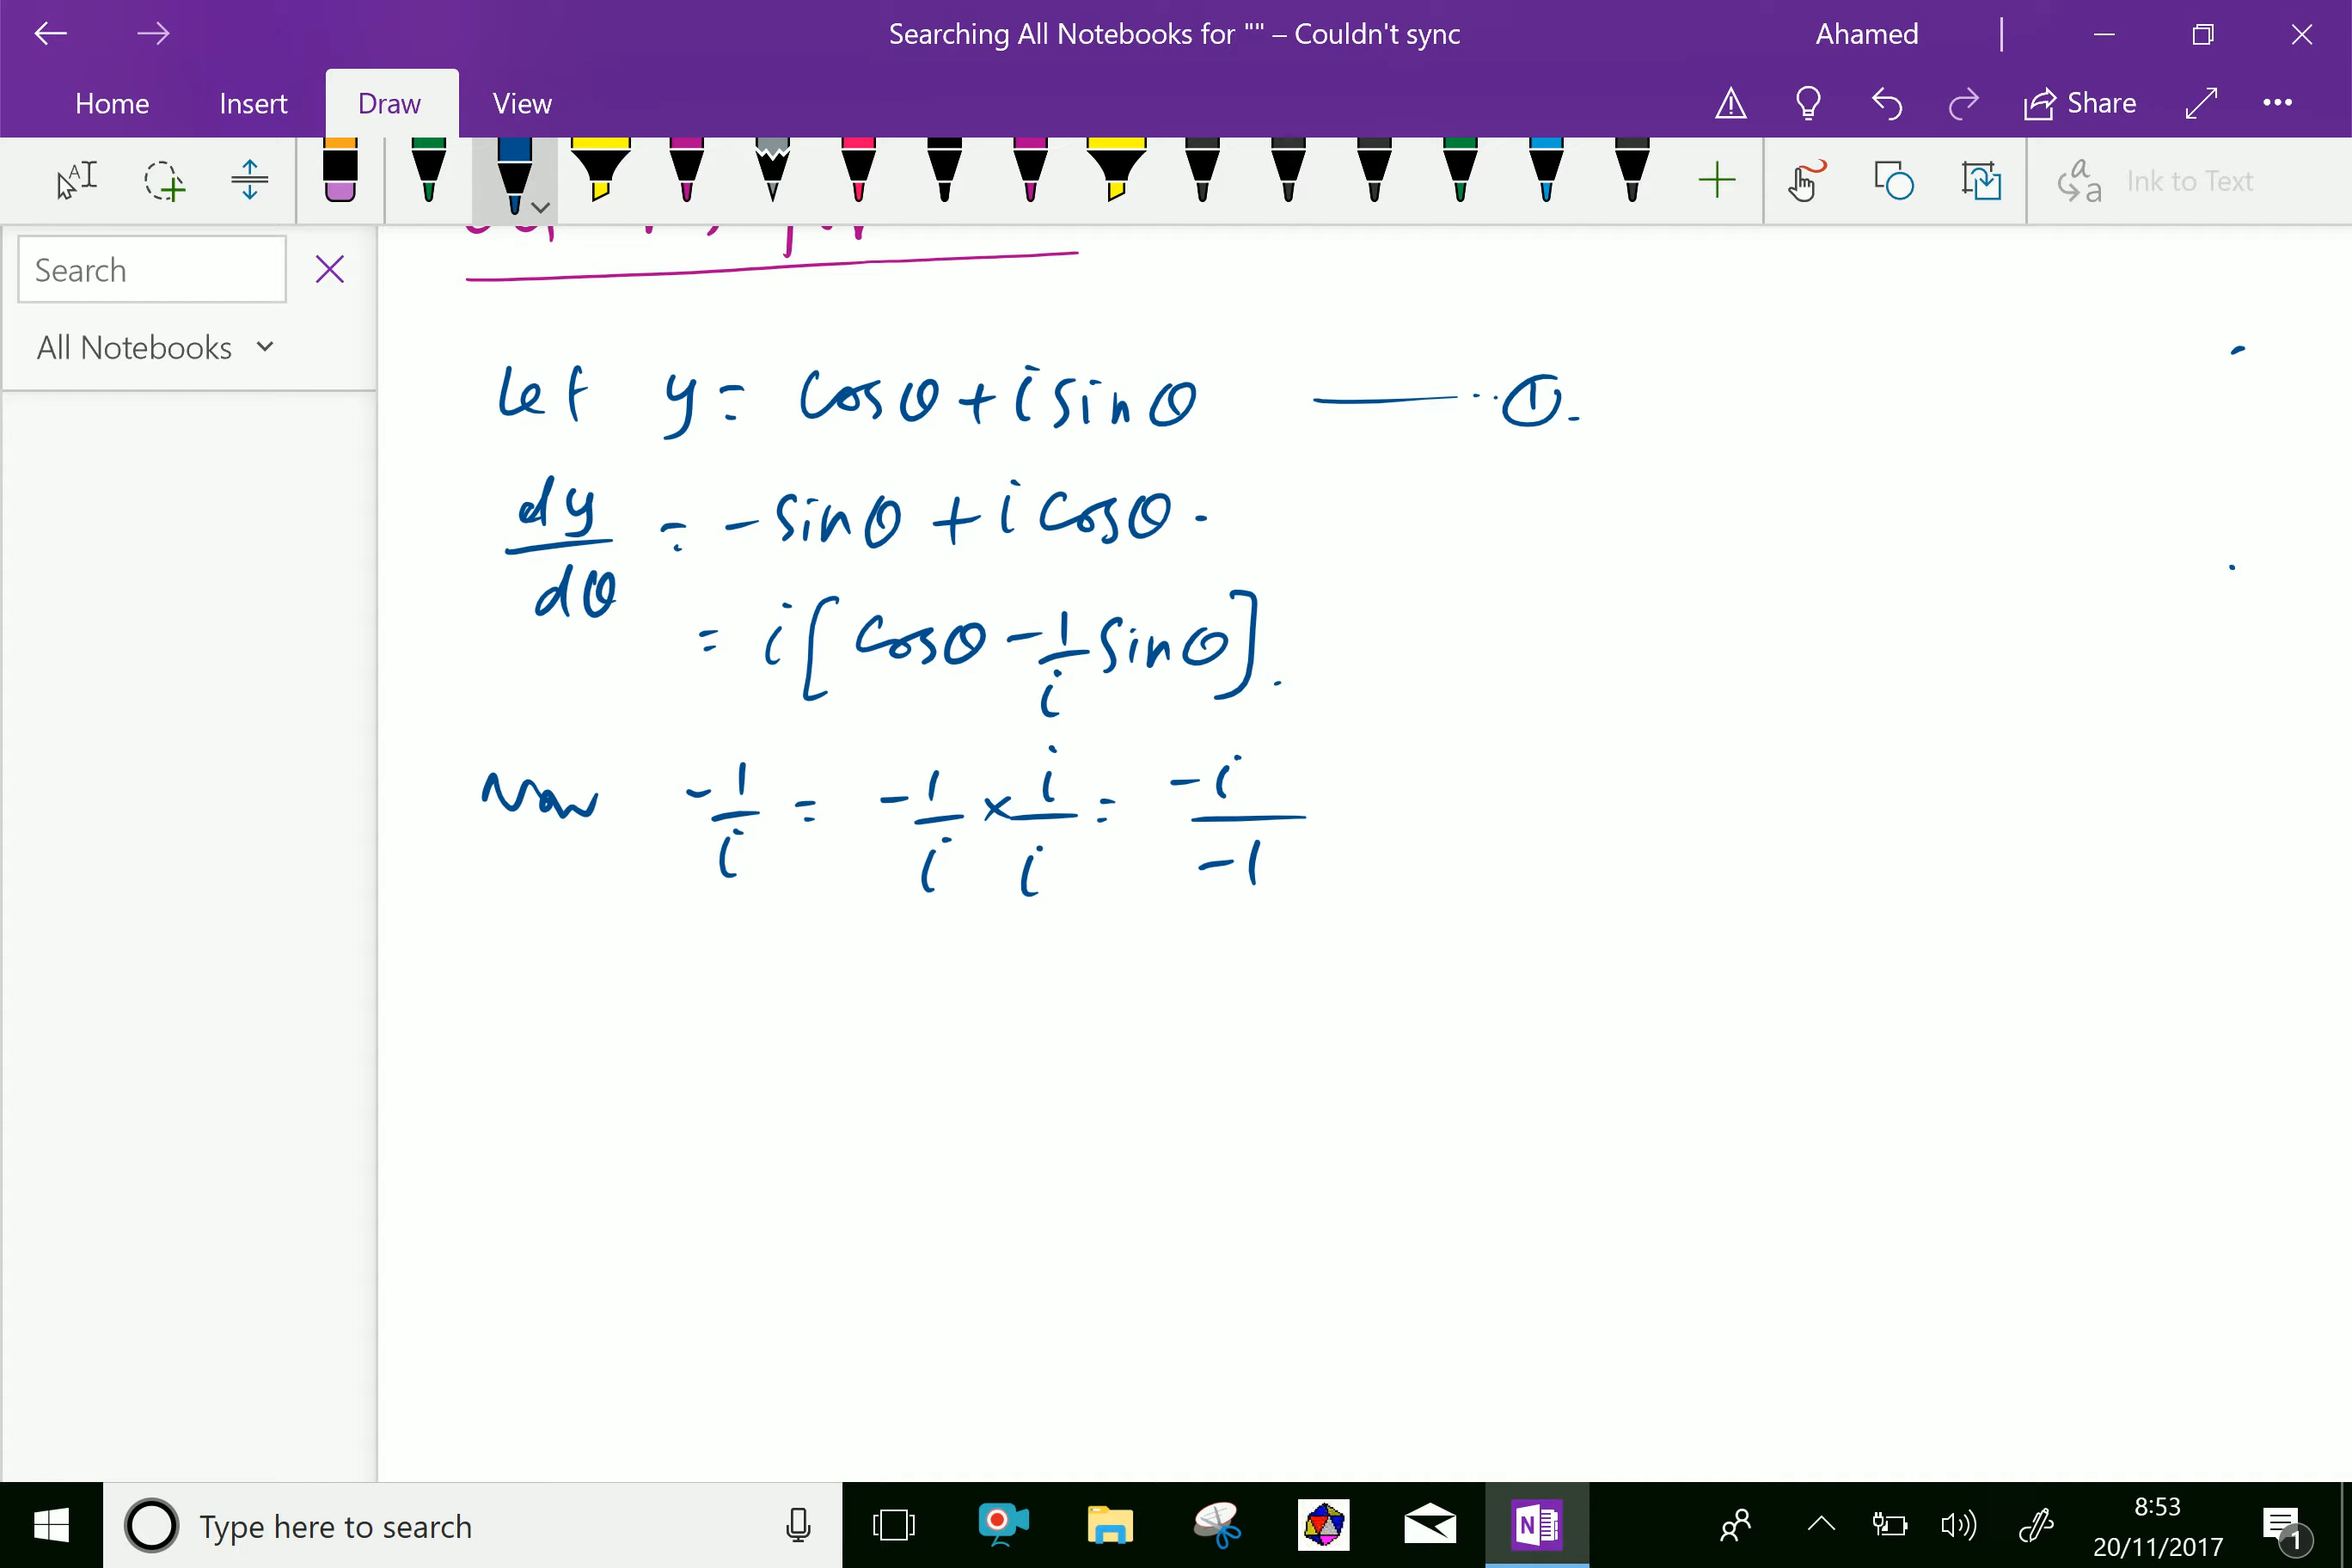 Searching All Notebooks for "" – Couldn't sync
Ahamed
Home Insert Draw View
Share
Ink to Text
Search
All Notebooks
Let y = cosθ + i sinθ —— ①.
dy/dθ = - sinθ + i cosθ.
= i[cosθ - 1/i sinθ].
Now -1/i = -1/i × i/i = -i/-1
Type here to search
8:53
20/11/2017
1